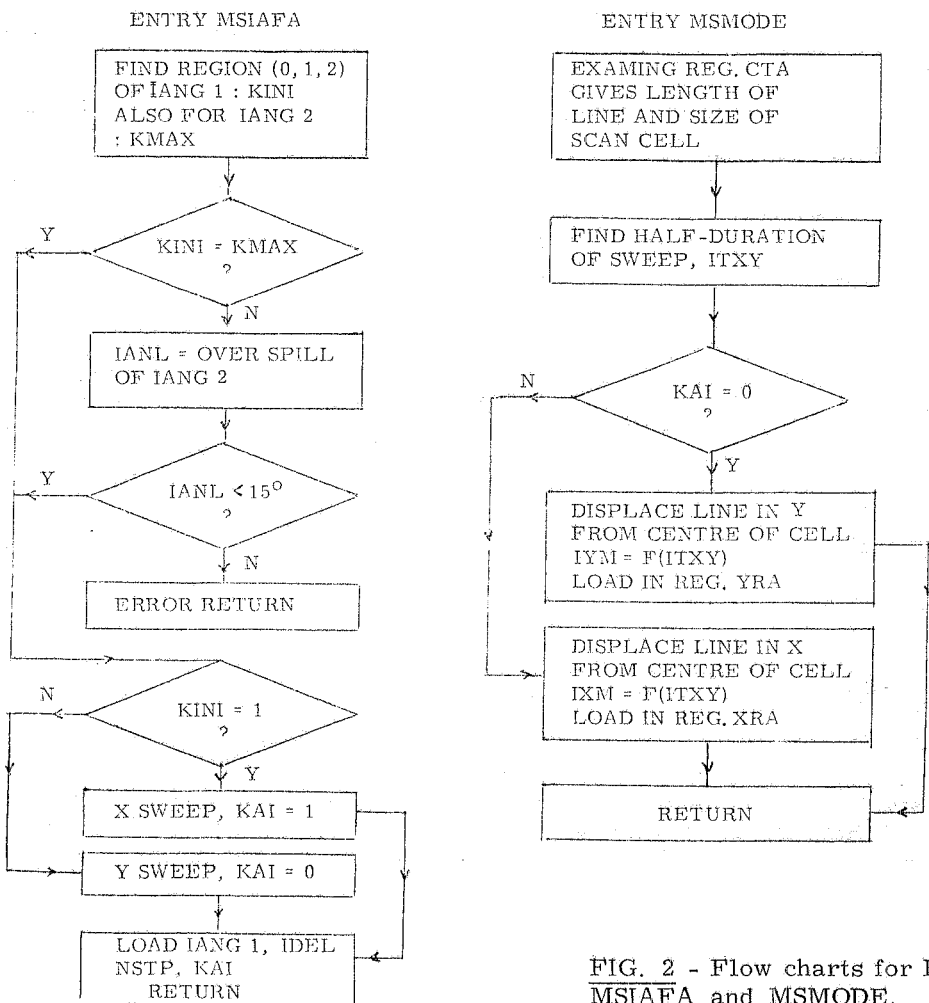 ENTRY MSIAFA
FIND REGION (0, 1, 2)
OF IANG 1 : KINI
ALSO FOR IANG 2
: KMAX
Y
KINI = KMAX
?
N
IANL = OVER SPILL
OF IANG 2
Y
IANL < 15°
?
N
ERROR RETURN
N
KINI = 1
?
Y
X SWEEP, KAI = 1
Y SWEEP, KAI = 0
LOAD IANG 1, IDEL
NSTP, KAI
RETURN
ENTRY MSMODE
EXAMING REG. CTA
GIVES LENGTH OF
LINE AND SIZE OF
SCAN CELL
FIND HALF-DURATION
OF SWEEP, ITXY
N
KAI = 0
?
Y
DISPLACE LINE IN Y
FROM CENTRE OF CELL
IYM = F(ITXY)
LOAD IN REG. YRA
DISPLACE LINE IN X
FROM CENTRE OF CELL
IXM = F(ITXY)
LOAD IN REG. XRA
RETURN
FIG. 2 - Flow charts for
MSIAFA and MSMODE.